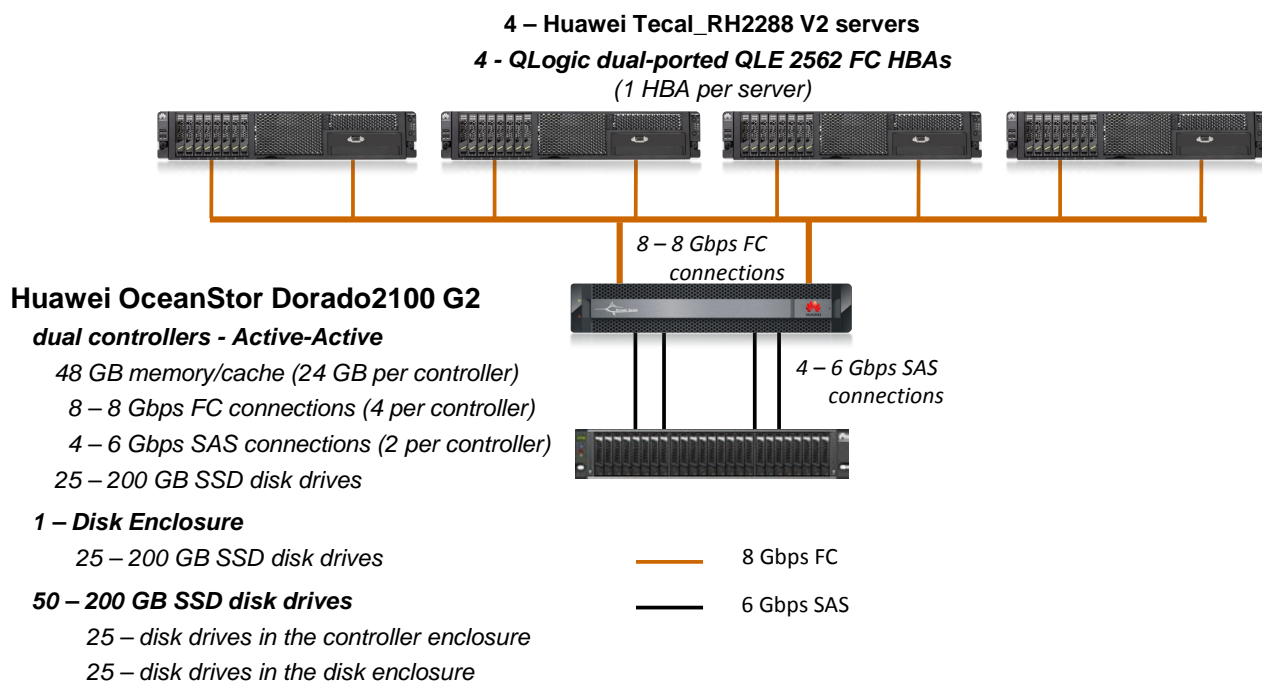 4 – Huawei Tecal_RH2288 V2 servers
4 - QLogic dual-ported QLE 2562 FC HBAs
(1 HBA per server)
8 – 8 Gbps FC
connections
Huawei OceanStor Dorado2100 G2
dual controllers - Active-Active
48 GB memory/cache (24 GB per controller)
8 – 8 Gbps FC connections (4 per controller)
4 – 6 Gbps SAS connections (2 per controller)
25 – 200 GB SSD disk drives
4 – 6 Gbps SAS
connections
1 – Disk Enclosure
25 – 200 GB SSD disk drives
50 – 200 GB SSD disk drives
25 – disk drives in the controller enclosure
25 – disk drives in the disk enclosure
8 Gbps FC
6 Gbps SAS